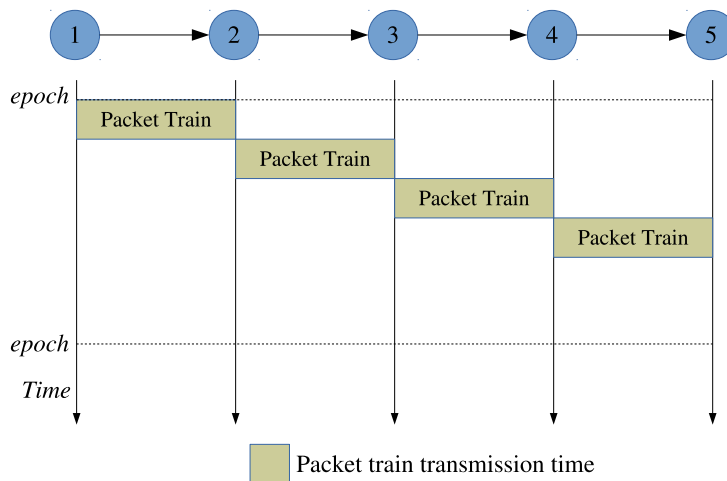 1 2 3 4 5
epoch
Packet Train
Packet Train
Packet Train
Packet Train
epoch
Time
Packet train transmission time